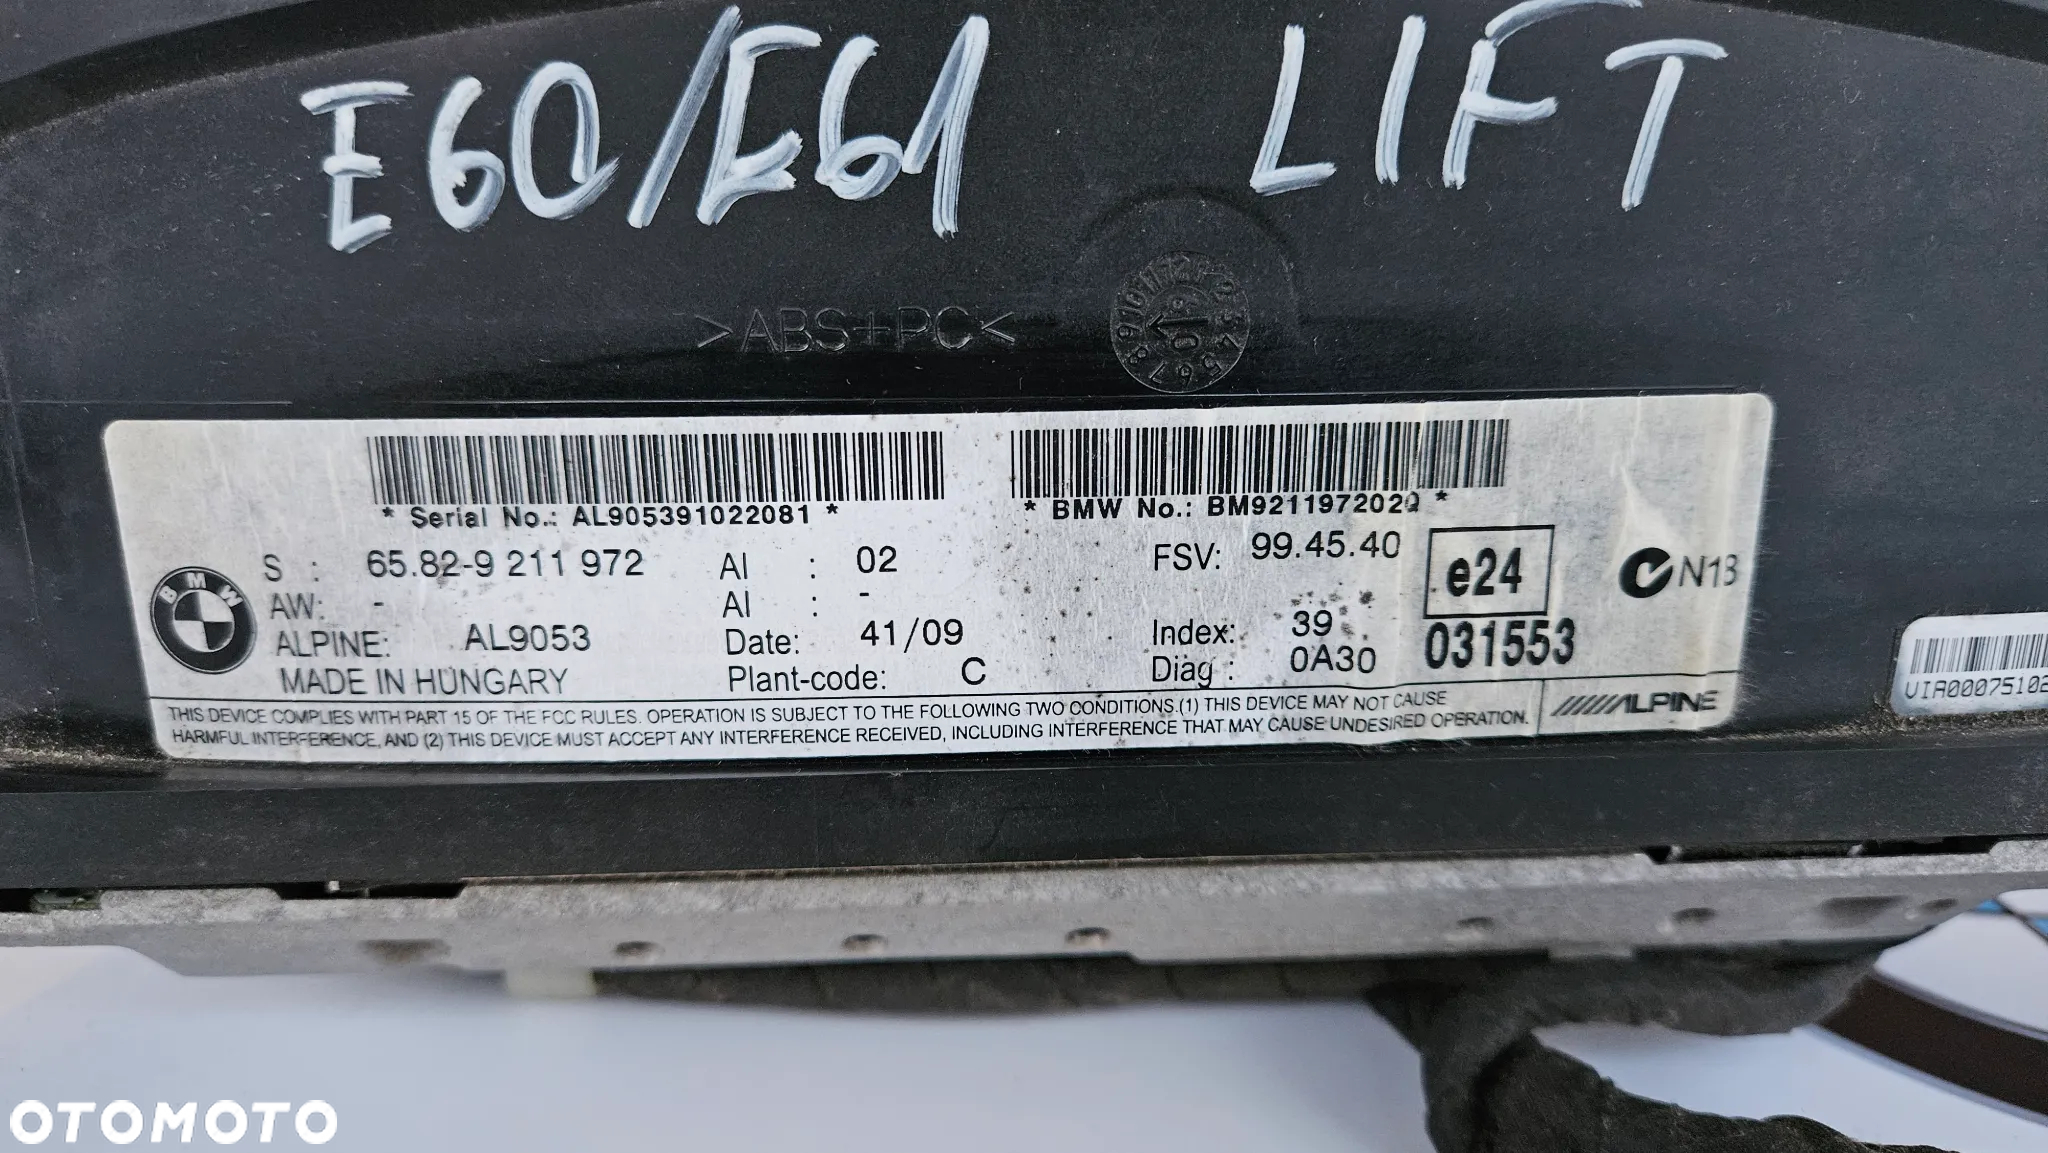 E60/E61 LIFT
>ABS+PC<
* Serial No.: AL905391022081 * * BMW No.: BM92119720 *
S : 65.82-9 211 972 AI : 02 FSV: 99.45.40 e24 N13
AW: - AI : -
ALPINE: AL9053 Date: 41/09 Index: 39 031553
MADE IN HUNGARY Plant-code: C Diag : 0A30
BMW
THIS DEVICE COMPLIES WITH PART 15 OF THE FCC RULES. OPERATION IS SUBJECT TO THE FOLLOWING TWO CONDITIONS.(1) THIS DEVICE MAY NOT CAUSE
HARMFUL INTERFERENCE, AND (2) THIS DEVICE MUST ACCEPT ANY INTERFERENCE RECEIVED, INCLUDING INTERFERENCE THAT MAY CAUSE UNDESIRED OPERATION.
ALPINE
VIA00075102
OTOMOTO